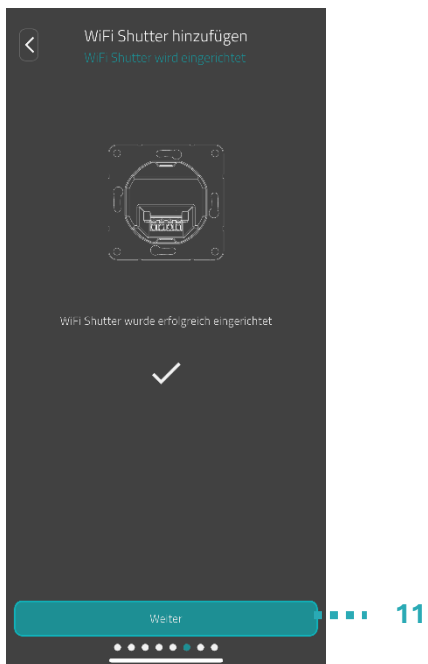 WiFi Shutter hinzufügen
WiFi Shutter wird eingerichtet
WiFi Shutter wurde erfolgreich eingerichtet
Weiter
11